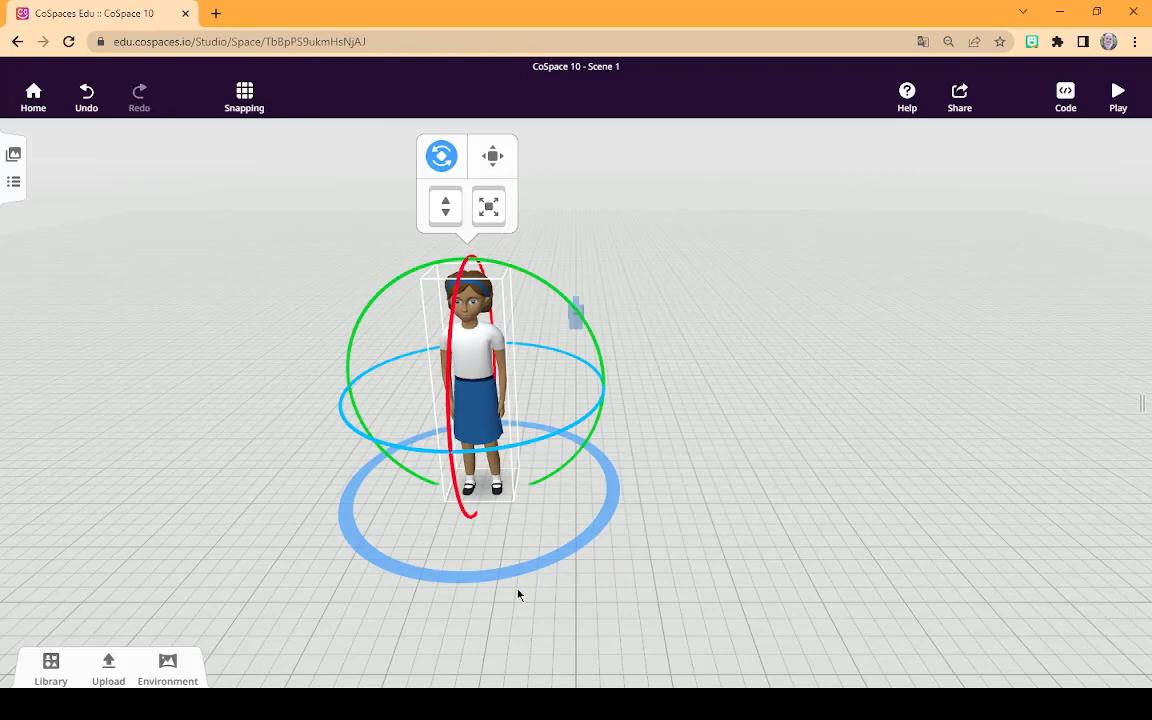 CoSpaces Edu :: CoSpace 10
edu.cospaces.io/Studio/Space/TbBpPS9ukmHsNjAJ
CoSpace 10 - Scene 1
Home
Undo
Redo
Snapping
Help
Share
Code
Play
Library
Upload
Environment